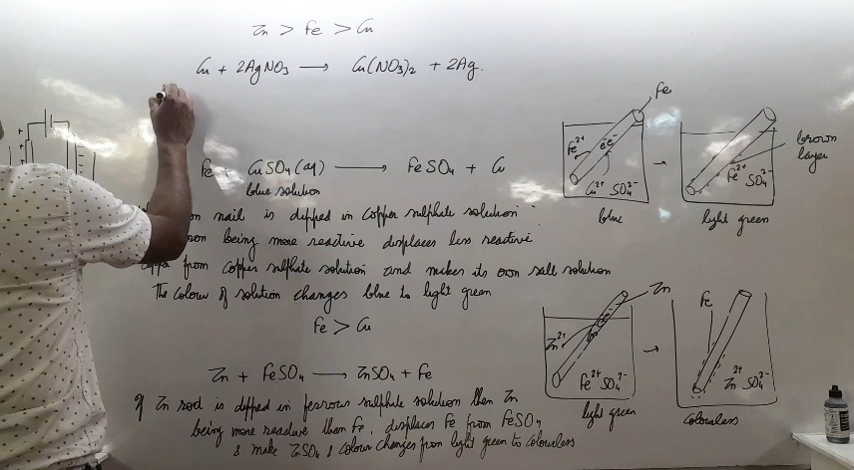 Zn > Fe > Cu
Cu + 2AgNO₃ ⟶ Cu(NO₃)₂ + 2Ag.
Fe CuSO₄(aq) ⟶ FeSO₄ + Cu
blue solution
nail is dipped in copper sulphate solution
being more reactive displaces less reactive
from copper sulphate solution and makes its own salt solution
The colour of solution changes blue to light green
Fe > Cu
Zn + FeSO₄ ⟶ ZnSO₄ + Fe
If Zn rod is dipped in ferrous sulphate solution then Zn
being more reactive than Fe, displaces Fe from FeSO₄
& make ZnSO₄ & colour changes from light green to colourless
Fe
Fe²⁺
Cu²⁺ SO₄²⁻
blue
→
brown
layer
Fe²⁺ SO₄²⁻
light green
Zn
Zn²⁺
Fe²⁺ SO₄²⁻
light green
→
Fe
Zn²⁺ SO₄²⁻
colourless